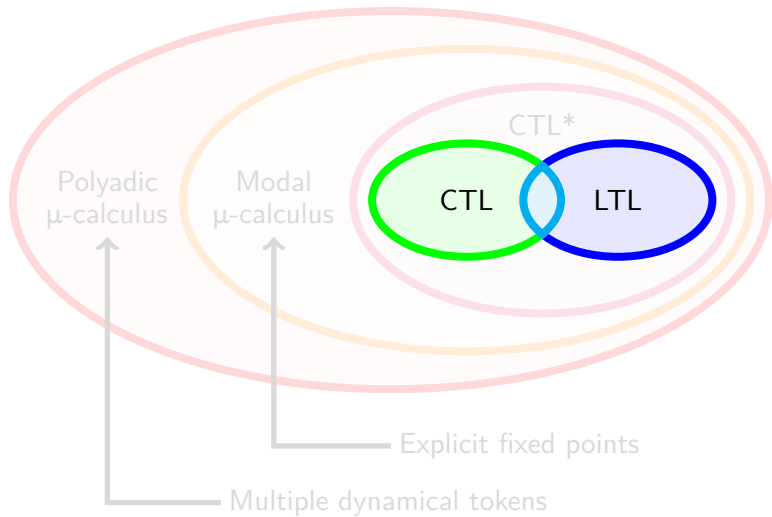 CTL*
Polyadic
μ-calculus
Modal
μ-calculus
CTL
LTL
Explicit fixed points
Multiple dynamical tokens